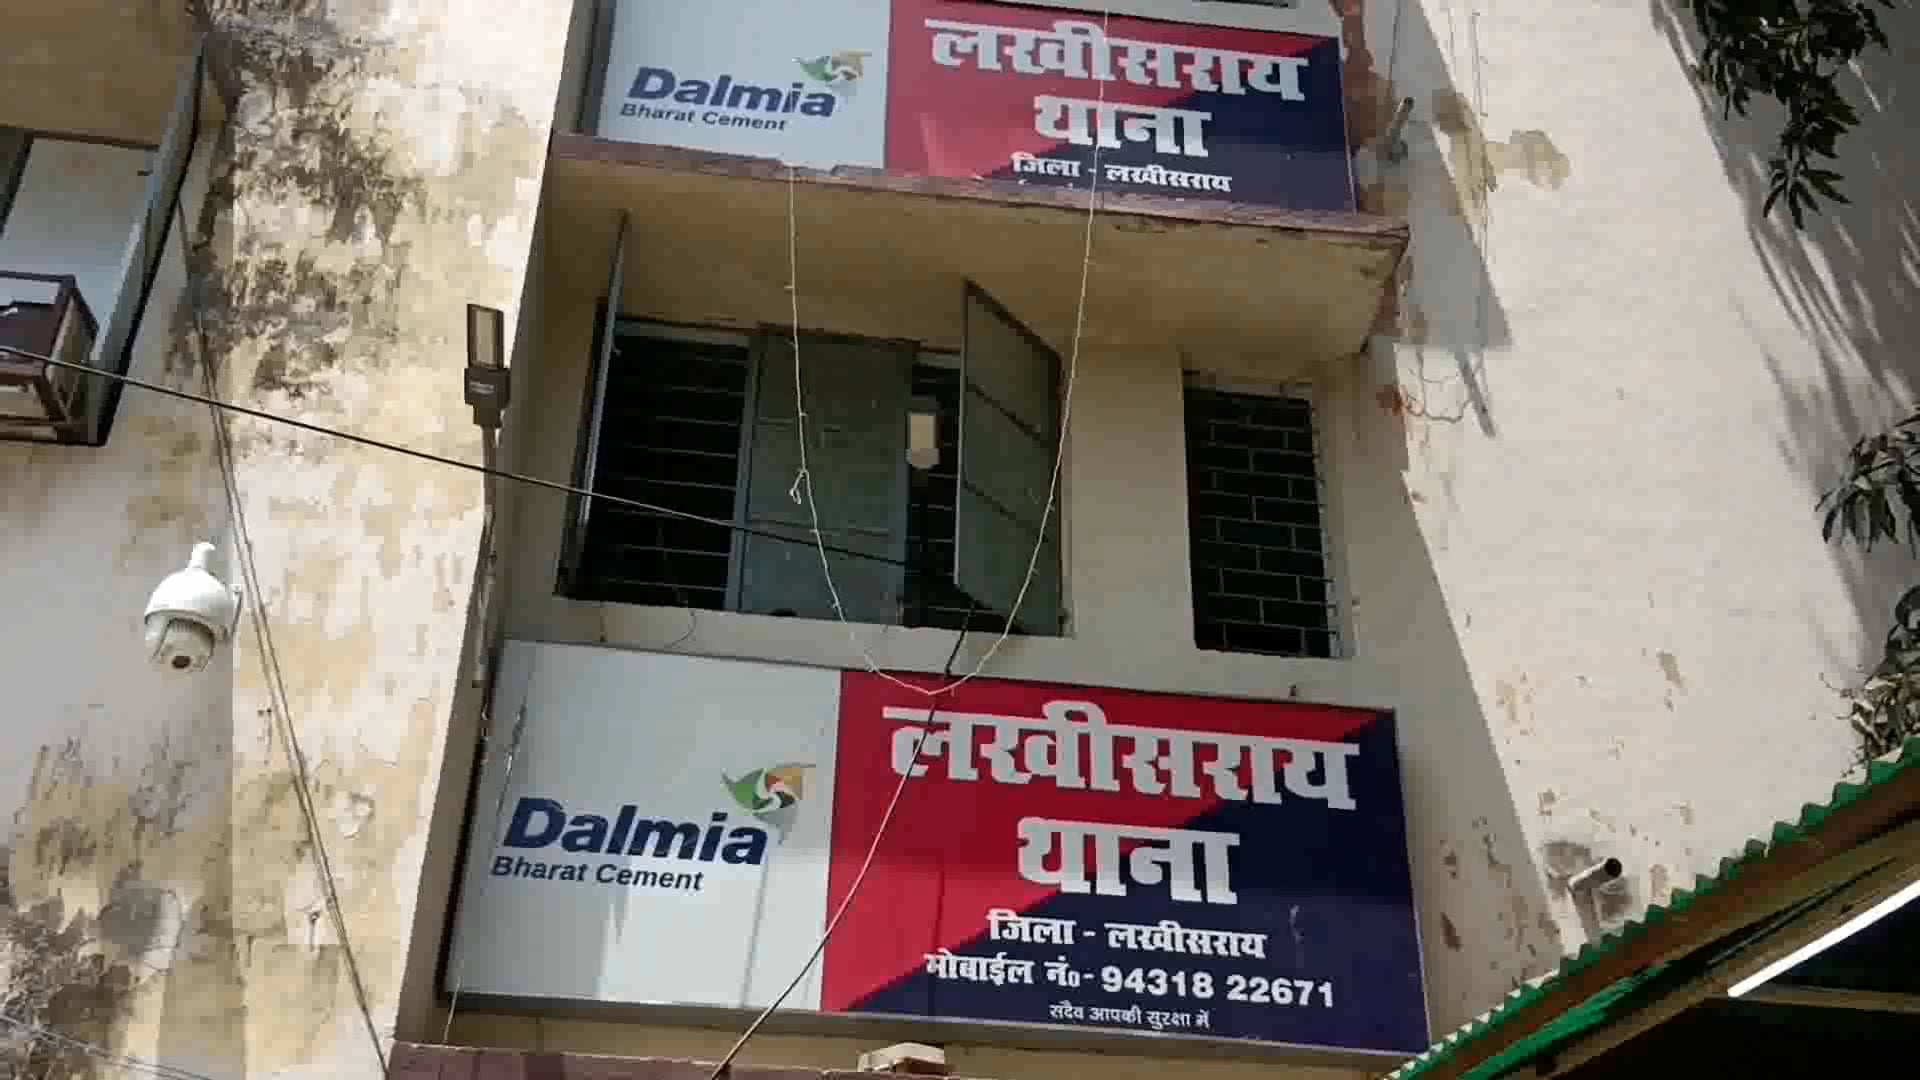 Dalmia
Bharat Cement
लखीसराय
थाना
जिला - लखीसराय
Dalmia
Bharat Cement
लखीसराय
थाना
जिला - लखीसराय
मोबाईल नं०- 94318 22671
सदैव आपकी सुरक्षा में